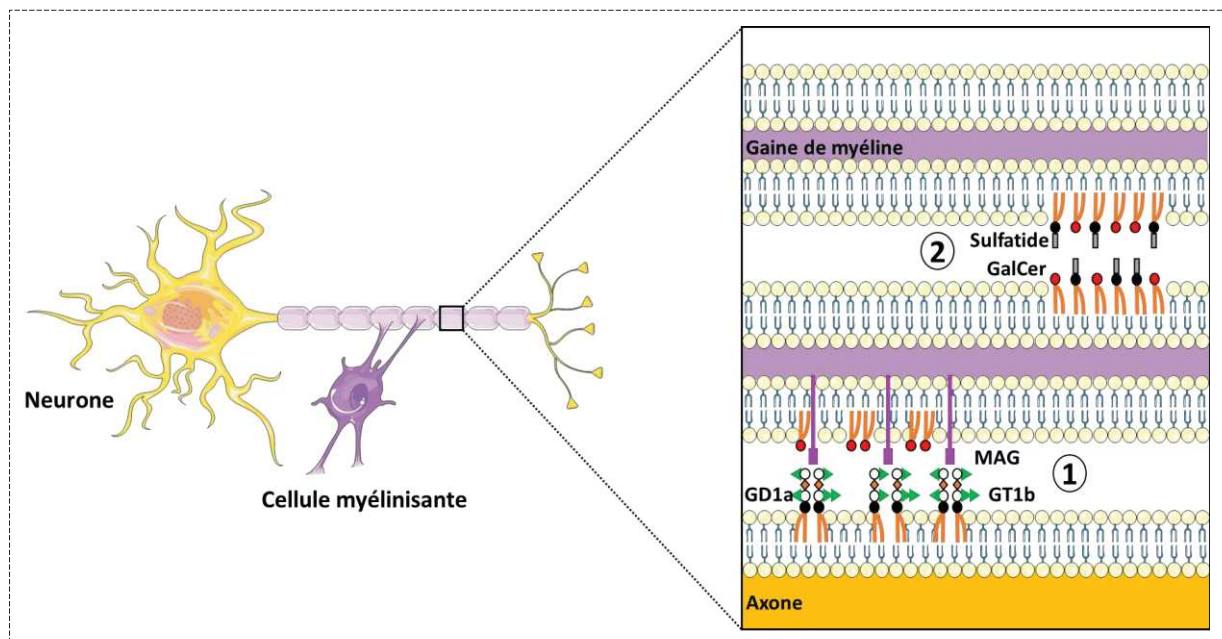 Neurone
Cellule myélinisante
Gaine de myéline
2
Sulfatide
GalCer
MAG
1
GD1a
GT1b
Axone